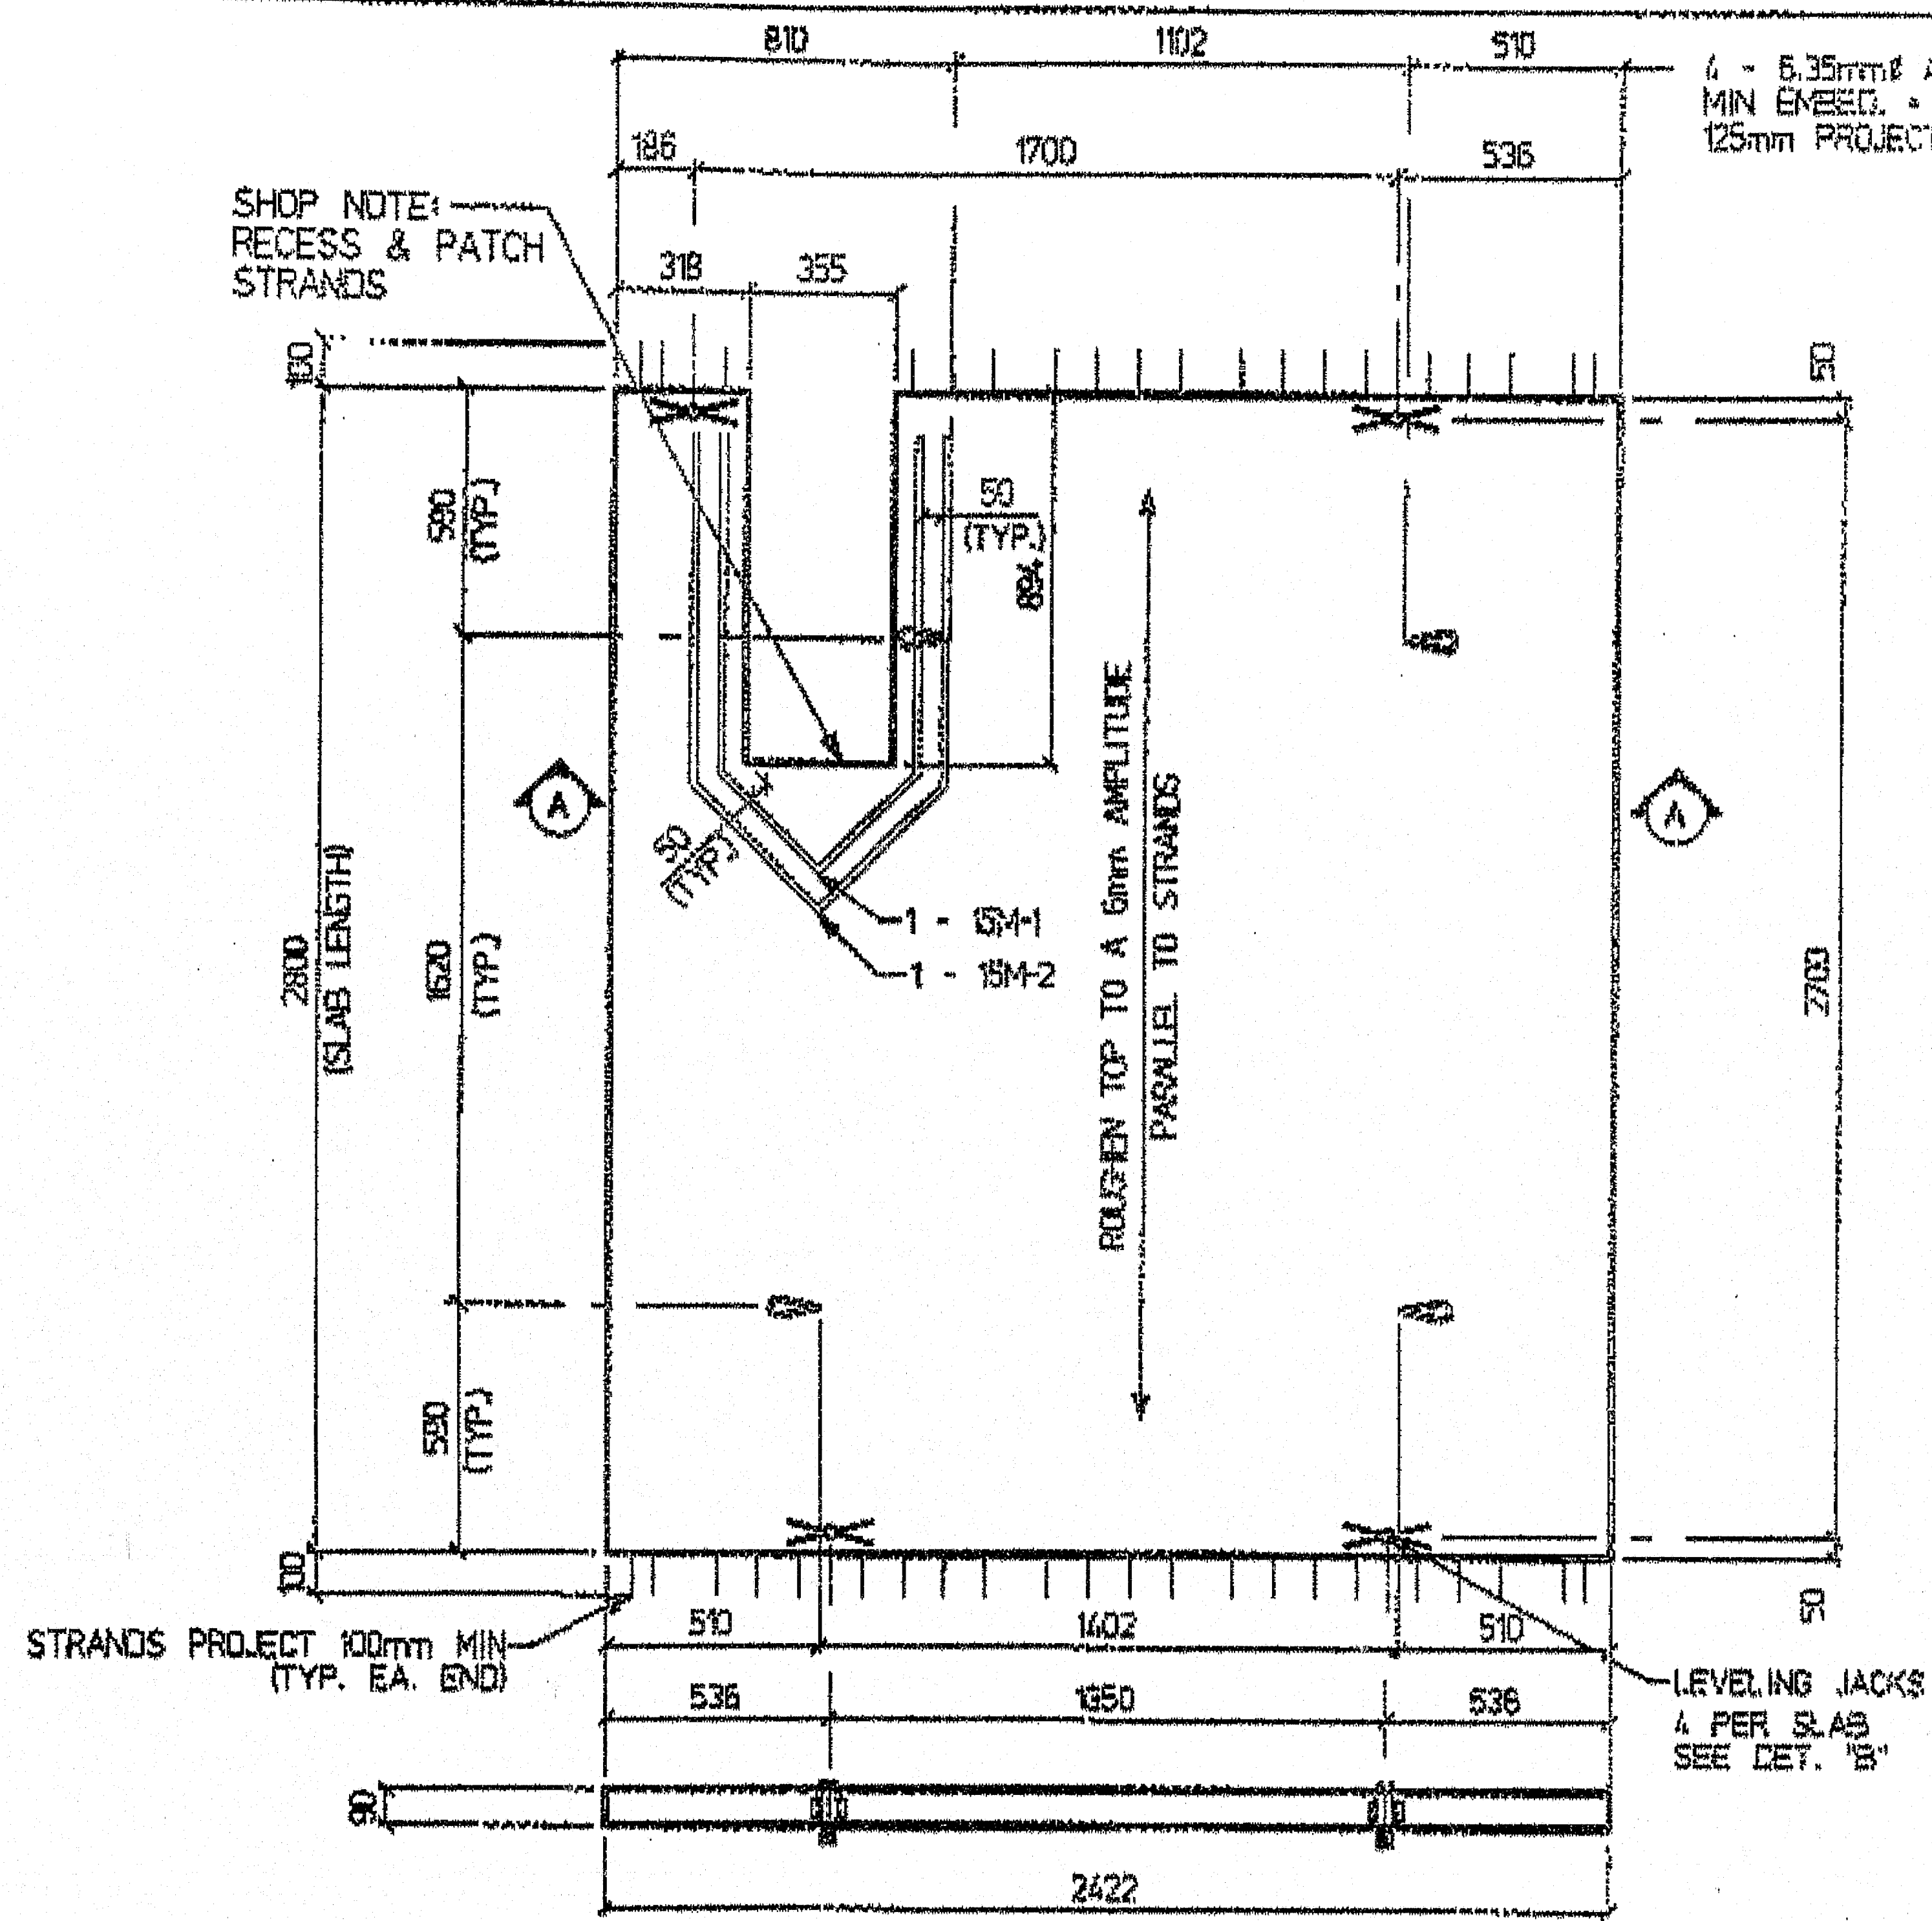 810
1102
510
4 - 6.35mmØ
MIN EMBED. =
125mm PROJECT
186
1700
536
SHOP NOTE:
RECESS & PATCH
STRANDS
318
355
100
50
590
(TYP.)
50
(TYP.)
894
ROUGHEN TOP TO A 6mm AMPLITUDE
PARALLEL TO STRANDS
A
A
50
(TYP.)
1 - 15M-1
1 - 15M-2
2800
(SLAB LENGTH)
1620
(TYP.)
2700
590
(TYP.)
100
50
STRANDS PROJECT 100mm MIN
(TYP. EA. END)
510
1402
510
536
1350
536
LEVELING JACKS
4 PER SLAB
SEE DET. "B"
90
2422